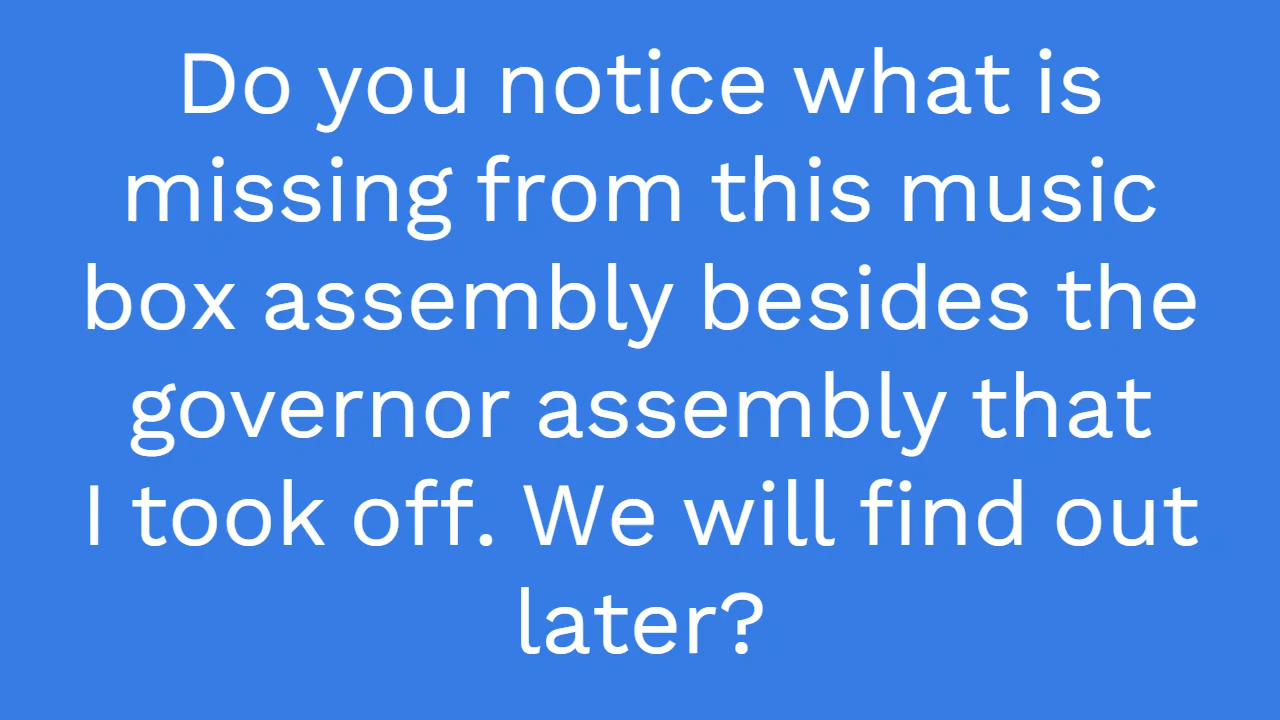 Do you notice what is
missing from this music
box assembly besides the
governor assembly that
I took off. We will find out
later?